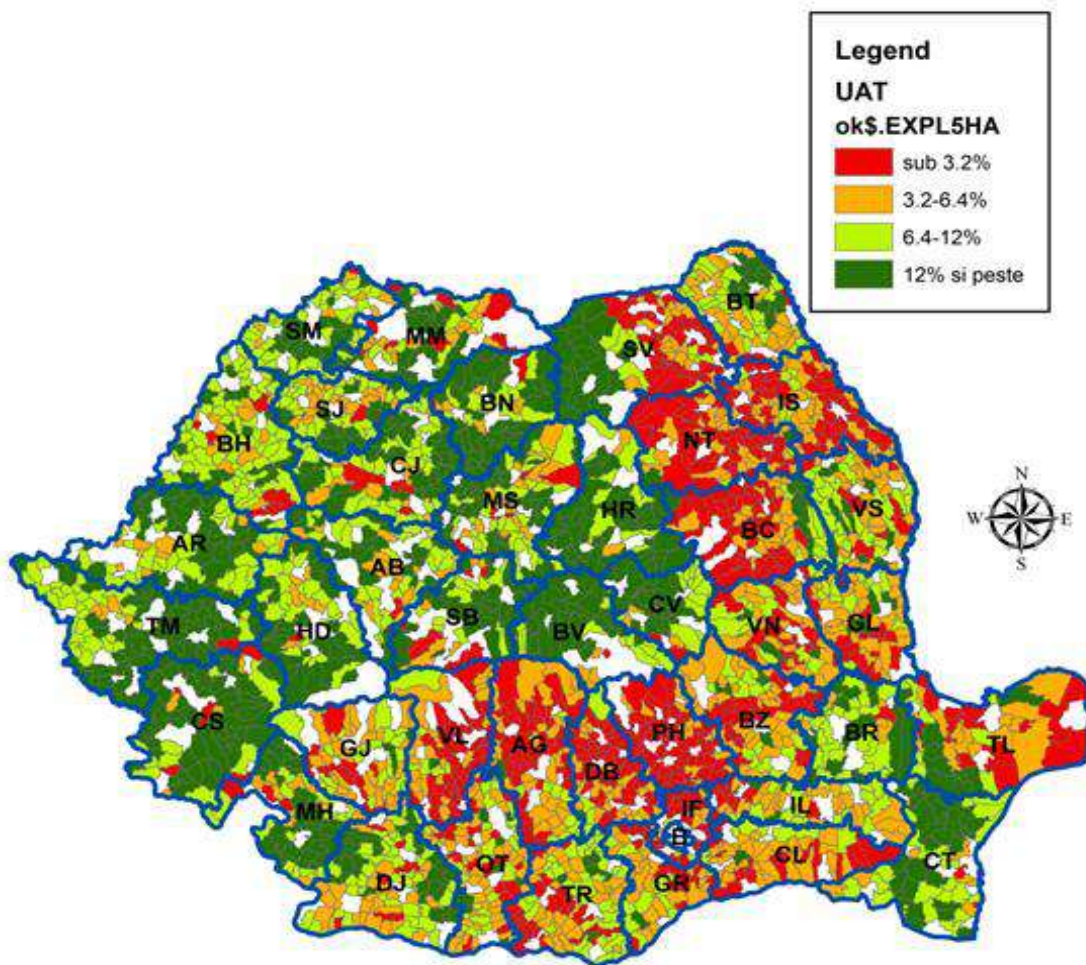 Legend
UAT
ok$.EXPL5HA
sub 3.2%
3.2-6.4%
6.4-12%
12% si peste
BT
SM
MM
SV
BN
SJ
IS
NT
BH
CJ
MS
HR
VS
BC
AR
AB
N
W
E
S
TM
HD
SB
BV
CV
VN
GL
CS
GJ
VL
AG
PH
BZ
BR
TL
DB
MH
IF
IL
B
DJ
OT
TR
GR
CL
CT